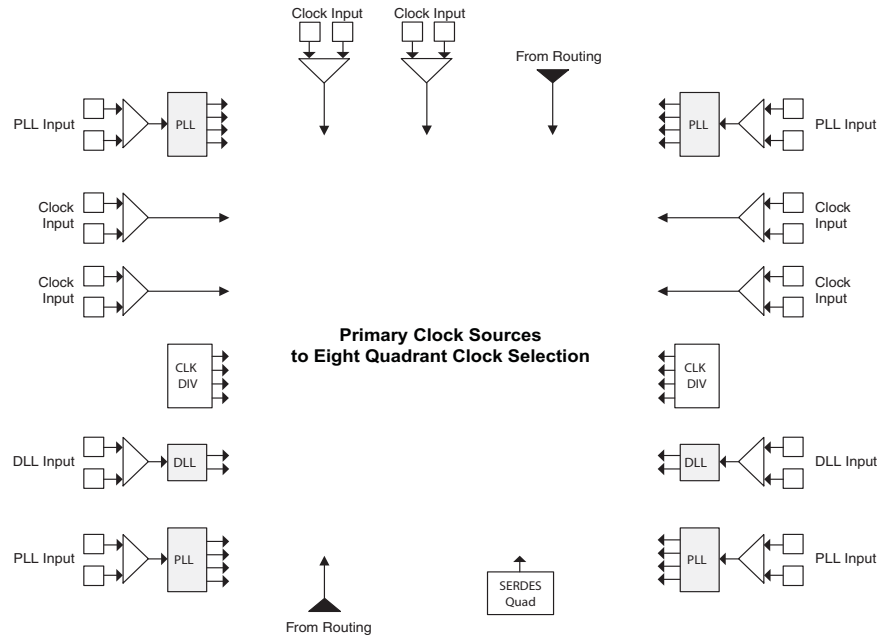 Clock Input
Clock Input
From Routing
PLL Input
PLL
PLL
PLL Input
Clock
Input
Clock
Input
Clock
Input
Clock
Input
Primary Clock Sources
to Eight Quadrant Clock Selection
CLK
DIV
CLK
DIV
DLL Input
DLL
DLL
DLL Input
PLL Input
PLL
PLL
PLL Input
SERDES
Quad
From Routing